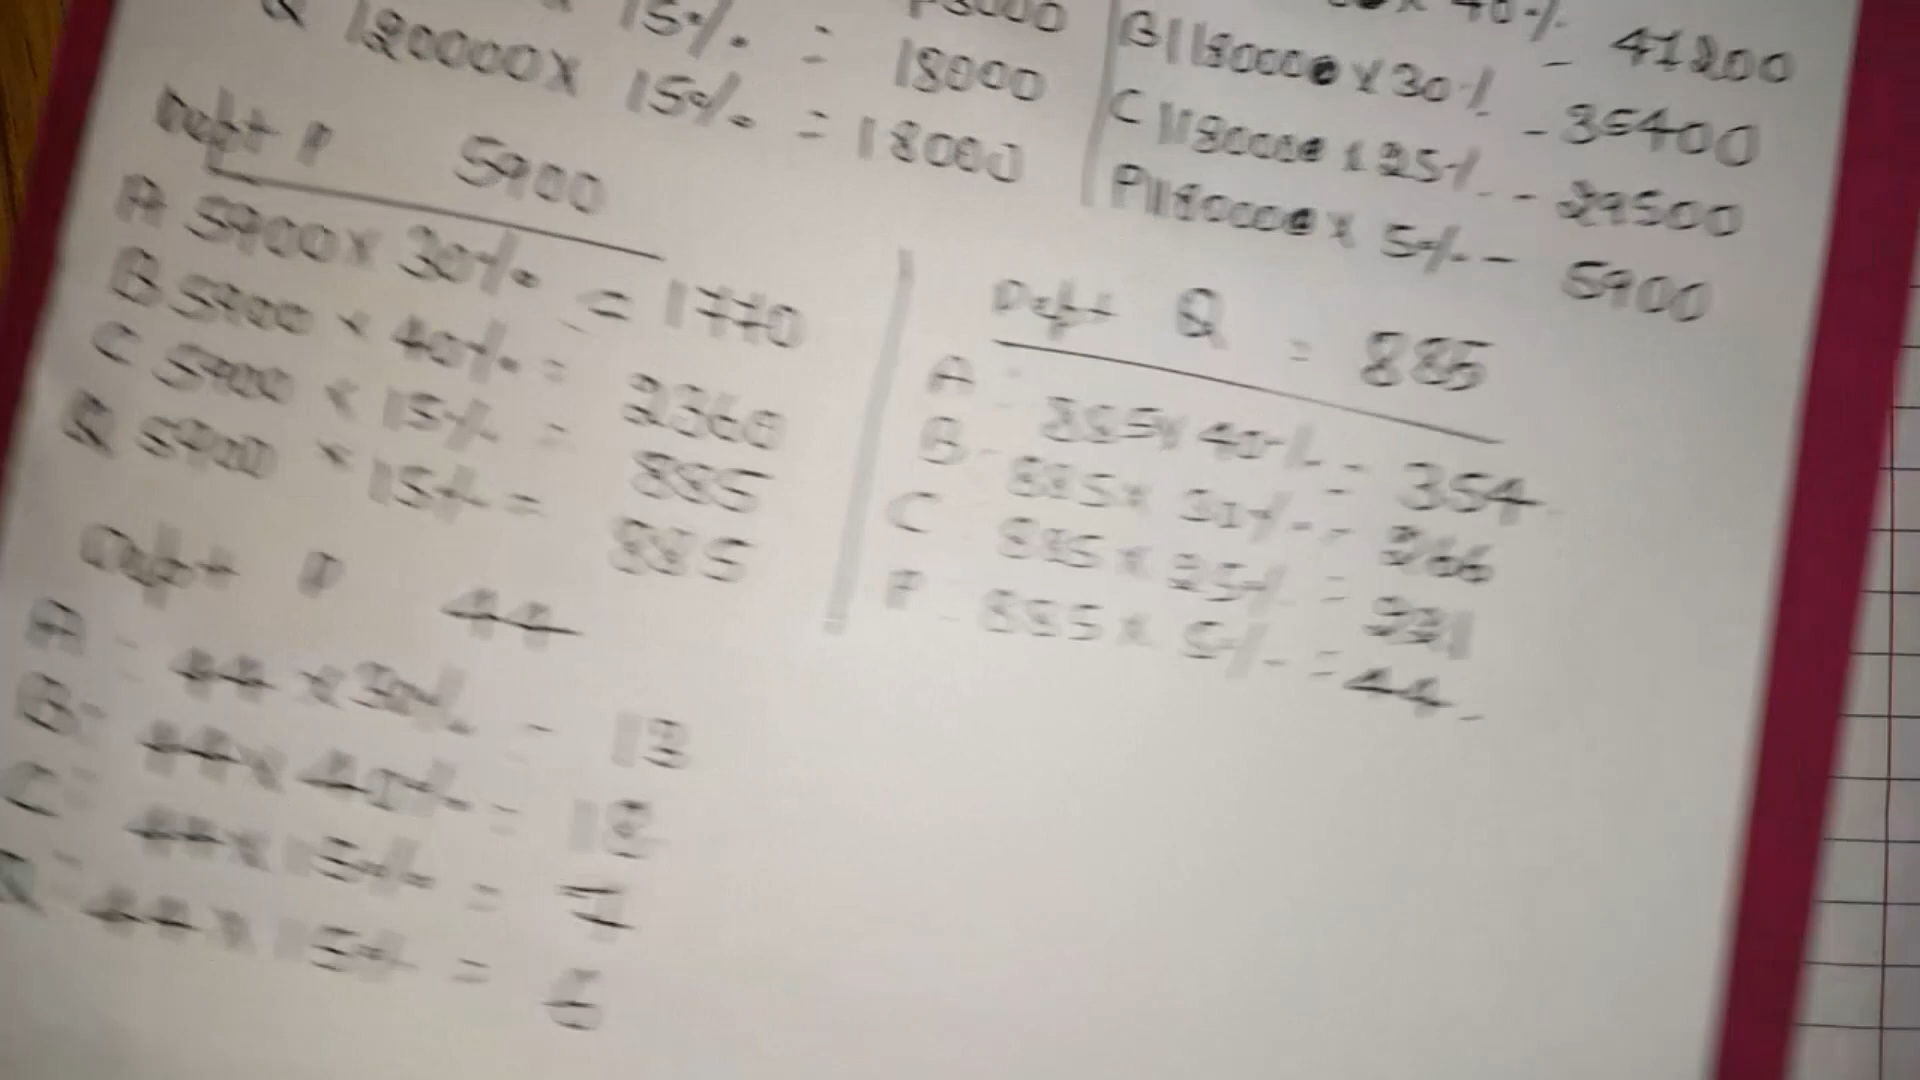 15% = 18000
Q 120000 X 15% = 18000
Dept P 5900
A 5900 x 30% = 1770
B 5900 x 40% = 2360
C 5900 x 15% = 885
Q 5900 x 15% = 885
Dept P 44
A - 44 x 30% - 13
B - 44 x 40% = 18
C - 44 x 15% = 7
44 x 15% = 6
40% - 41200
B 118000 x 30% - 35400
C 118000 x 25% - 29500
P 118000 x 5% - 5900
Dept Q = 885
A - 885 x 40% - = 354
B - 885 x 30% - = 266
C 885 x 25% = 221
P - 885 x 5% - = 44